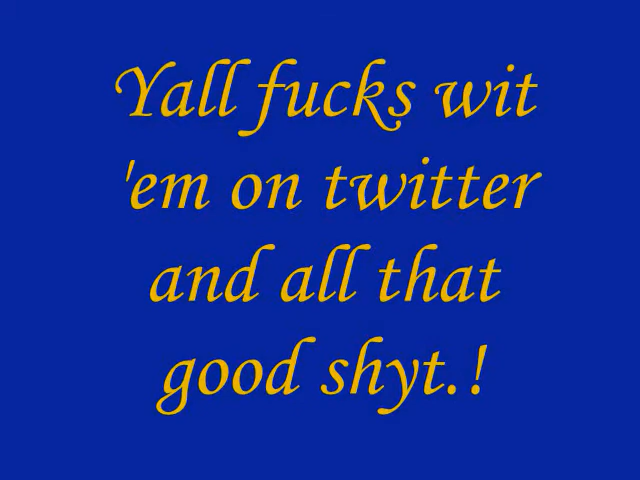 Yall fucks wit
'em on twitter
and all that
good shyt.!